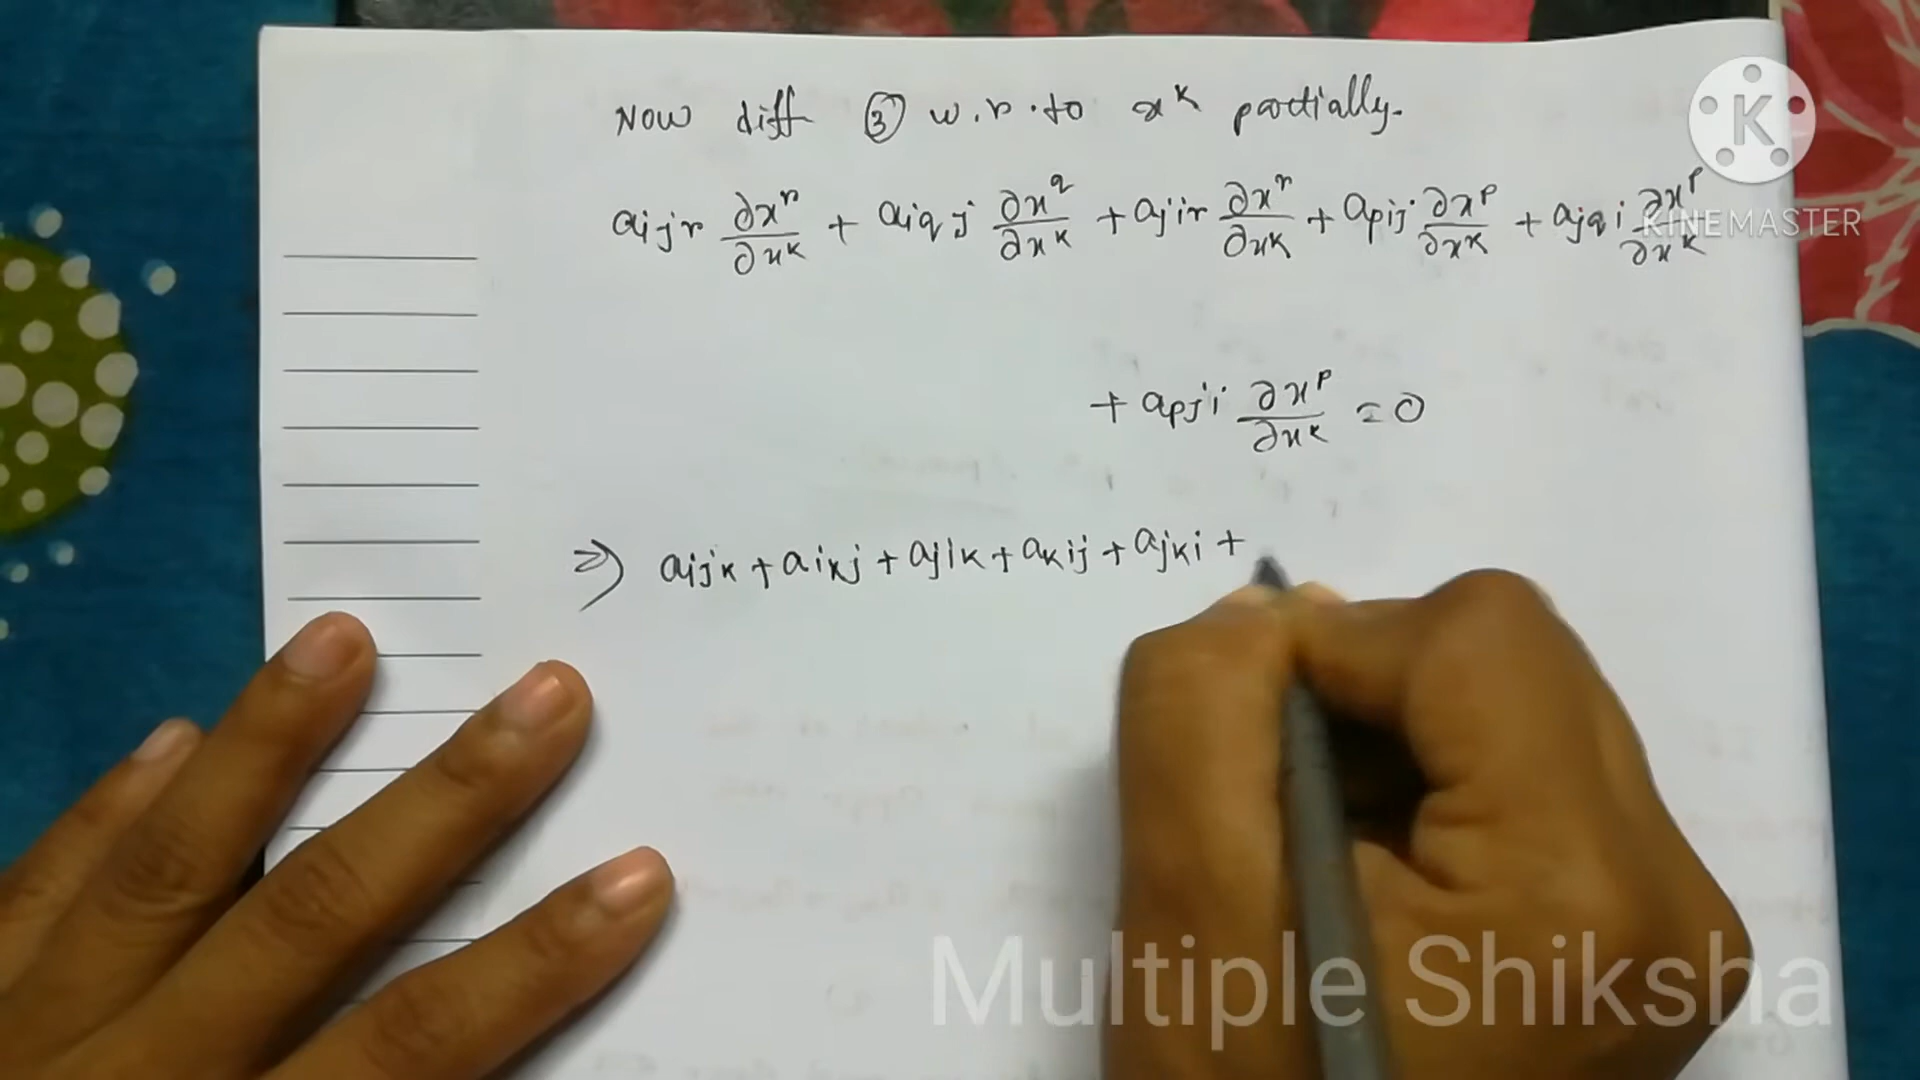 Now diff ③ w.r.to x^k partially.
a_ijr ∂x^r/∂x^k + a_iqj ∂x^q/∂x^k + a_jir ∂x^r/∂x^k + a_pij ∂x^p/∂x^k + a_jqi ∂x^p/∂x^k
+ a_pji ∂x^p/∂x^k = 0
⇒ a_ijk + a_ikj + a_jik + a_kij + a_jki +
K
KINEMASTER
Multiple Shiksha